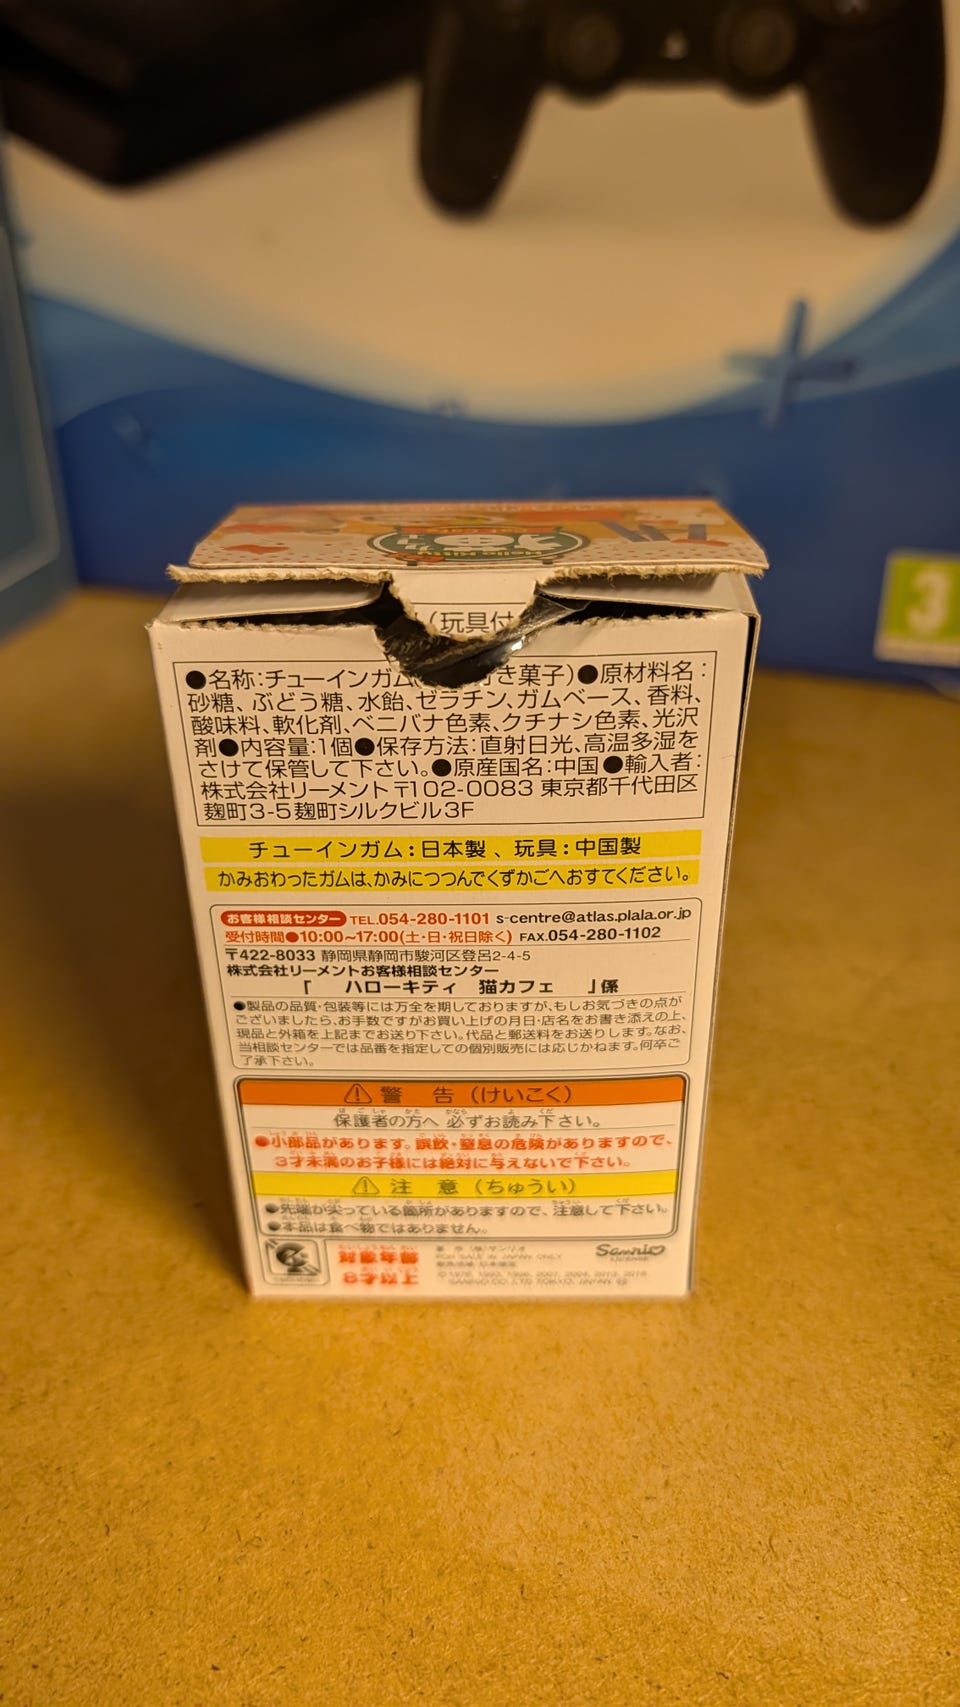 Hello Kitty
(玩具付
●名称:チューインガム き菓子)●原材料名:
砂糖、ぶどう糖、水飴、ゼラチン、ガムベース、香料、
酸味料、軟化剤、ベニバナ色素、クチナシ色素、光沢
剤●内容量:1個●保存方法:直射日光、高温多湿を
さけて保管して下さい。●原産国名:中国●輸入者:
株式会社リーメント〒102-0083 東京都千代田区
麹町3-5麹町シルクビル3F
チューインガム:日本製、玩具:中国製
かみおわったガムは、かみにつつんでくずかごへおすてください。
お客様相談センター TEL.054-280-1101 s-centre@atlas.plala.or.jp
受付時間●10:00~17:00(土・日・祝日除く) FAX.054-280-1102
〒422-8033 静岡県静岡市駿河区登呂2-4-5
株式会社リーメントお客様相談センター
「 ハローキティ 猫カフェ 」係
●製品の品質・包装等には万全を期しておりますが、もしお気づきの点が
ございましたら、お手数ですがお買い上げの月日・店名をお書き添えの上、
現品と外箱を上記までお送り下さい。代品と郵送料をお送りします。なお、
当相談センターでは品番を指定しての個別販売には応じかねます。何卒ご
了承下さい。
⚠警 告(けいこく)
保護者の方へ 必ずお読み下さい。
●小部品があります。誤飲・窒息の危険がありますので、
3才未満のお子様には絶対に与えないで下さい。
⚠注 意(ちゅうい)
●先端が尖っている箇所がありますので、注意して下さい。
●本品は食べ物ではありません。
対象年齢
8才以上
FOR SALE IN JAPAN ONLY
Sanrio
3